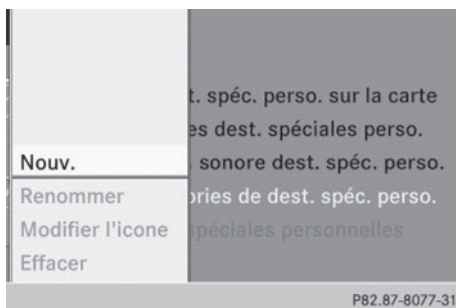 t. spéc. perso. sur la carte
es dest. spéciales perso.
Nouv. sonore dest. spéc. perso.
Renommer ories de dest. spéc. perso.
Modifier l'icone spéciales personnelles
Effacer
P82.87-8077-31